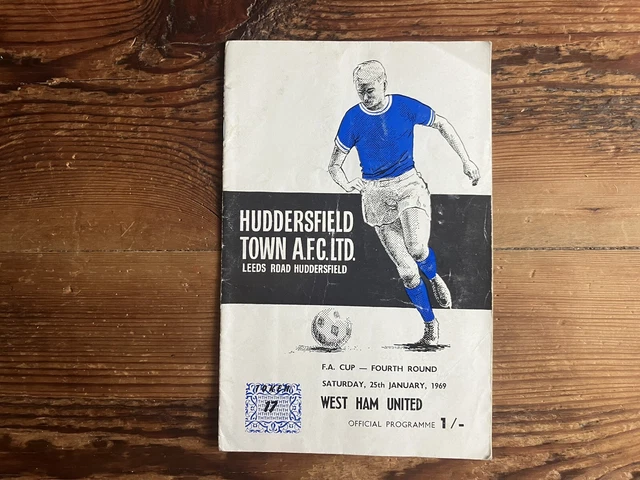 HUDDERSFIELD
TOWN A.F.C. LTD.
LEEDS ROAD HUDDERSFIELD
F.A. CUP — FOURTH ROUND
SATURDAY, 25th JANUARY, 1969
WEST HAM UNITED
OFFICIAL PROGRAMME 1/-
TOKEN
17